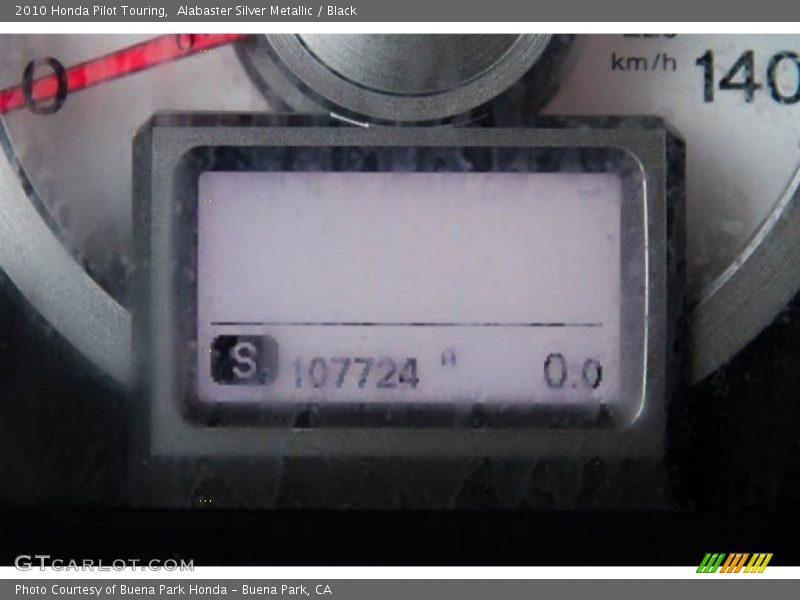 2010 Honda Pilot Touring,  Alabaster Silver Metallic / Black
0
km/h
140
S 107724 A 0.0
GTCARLOT.COM
Photo Courtesy of Buena Park Honda - Buena Park, CA